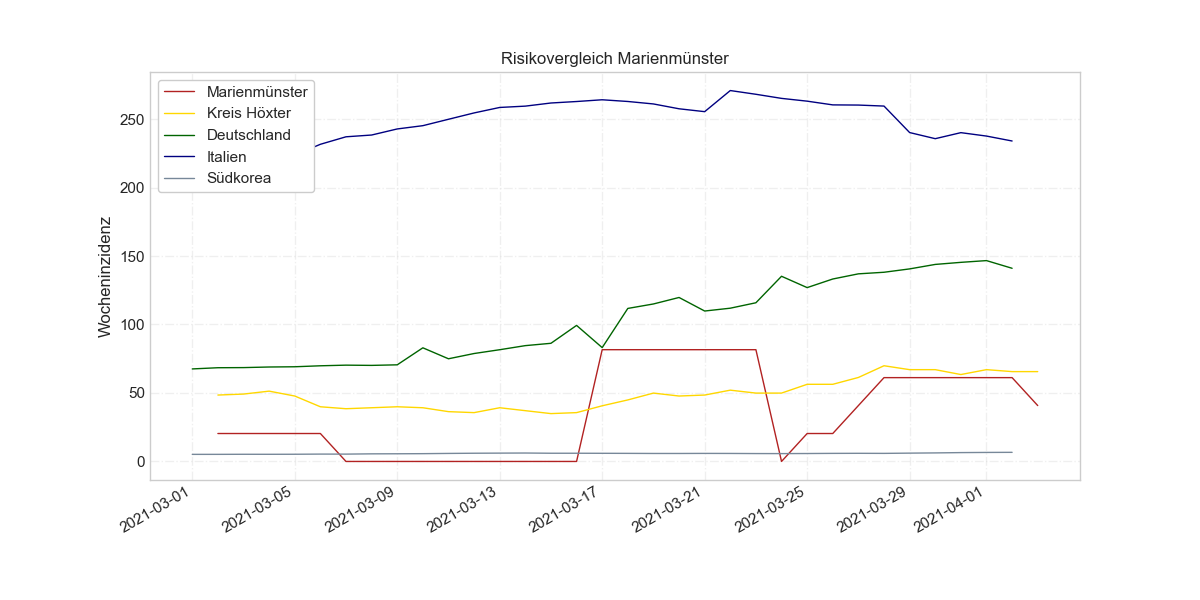 Risikovergleich Marienmünster
Marienmünster
Kreis Höxter
Deutschland
Italien
Südkorea
Wocheninzidenz
250
200
150
100
50
0
2021-03-01
2021-03-05
2021-03-09
2021-03-13
2021-03-17
2021-03-21
2021-03-25
2021-03-29
2021-04-01